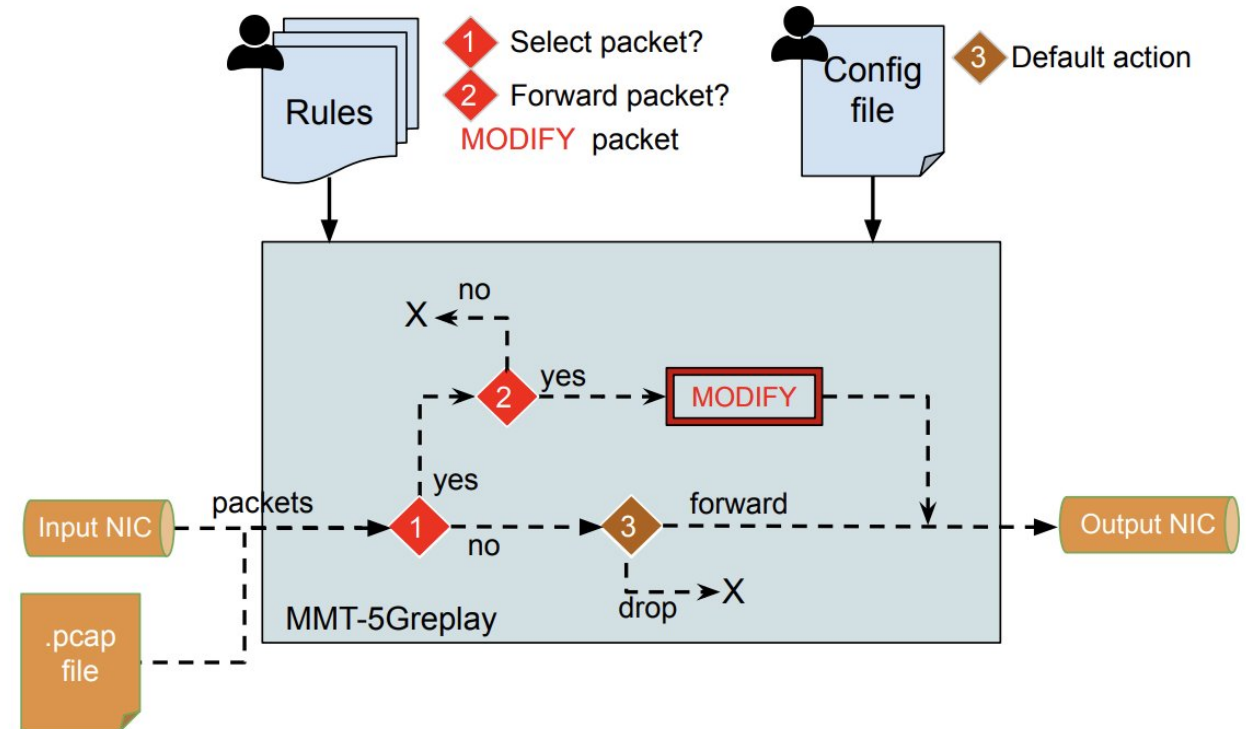 Rules
1 Select packet?
2 Forward packet?
MODIFY packet
Config
file
3 Default action
no
X
2
yes
MODIFY
yes
packets
Input NIC
1
no
3
forward
Output NIC
drop
X
MMT-5Greplay
.pcap
file